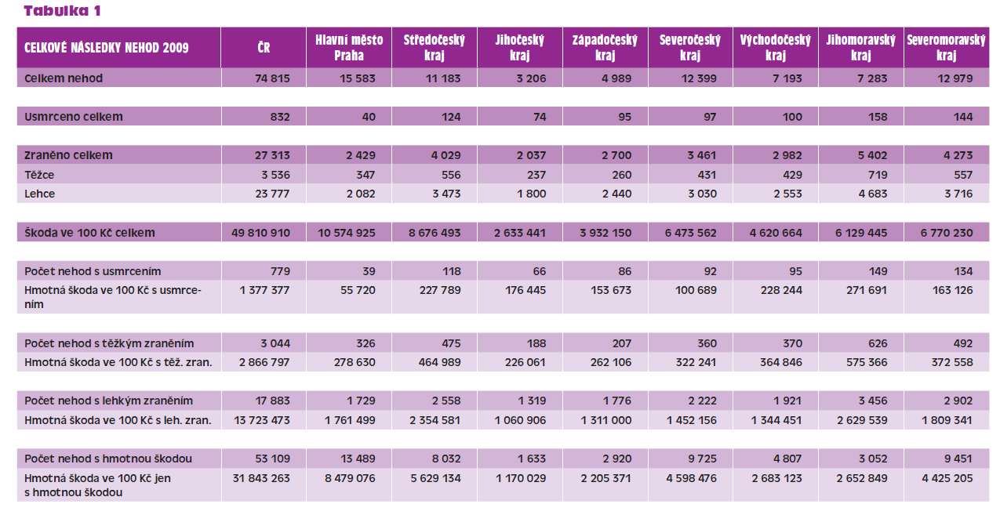 Tabulka 1
CELKOVÉ NÁSLEDKY NEHOD 2009 ČR Hlavní město Praha Středočeský kraj Jihočeský kraj Západočeský kraj Severočeský kraj Východočeský kraj Jihomoravský kraj Severomoravský kraj
Celkem nehod 74 815 15 583 11 183 3 206 4 989 12 399 7 193 7 283 12 979
Usmrceno celkem 832 40 124 74 95 97 100 158 144
Zraněno celkem 27 313 2 429 4 029 2 037 2 700 3 461 2 982 5 402 4 273
Těžce 3 536 347 556 237 260 431 429 719 557
Lehce 23 777 2 082 3 473 1 800 2 440 3 030 2 553 4 683 3 716
Škoda ve 100 Kč celkem 49 810 910 10 574 925 8 676 493 2 633 441 3 932 150 6 473 562 4 620 664 6 129 445 6 770 230
Počet nehod s usmrcením 779 39 118 66 86 92 95 149 134
Hmotná škoda ve 100 Kč s usmrce- 1 377 377 55 720 227 789 176 445 153 673 100 689 228 244 271 691 163 126
ním
Počet nehod s těžkým zraněním 3 044 326 475 188 207 360 370 626 492
Hmotná škoda ve 100 Kč s těž. zran. 2 866 797 278 630 464 989 226 061 262 106 322 241 364 846 575 366 372 558
Počet nehod s lehkým zraněním 17 883 1 729 2 558 1 319 1 776 2 222 1 921 3 456 2 902
Hmotná škoda ve 100 Kč s leh. zran. 13 723 473 1 761 499 2 354 581 1 060 906 1 311 000 1 452 156 1 344 451 2 629 539 1 809 341
Počet nehod s hmotnou škodou 53 109 13 489 8 032 1 633 2 920 9 725 4 807 3 052 9 451
Hmotná škoda ve 100 Kč jen 31 843 263 8 479 076 5 629 134 1 170 029 2 205 371 4 598 476 2 683 123 2 652 849 4 425 205
s hmotnou škodou